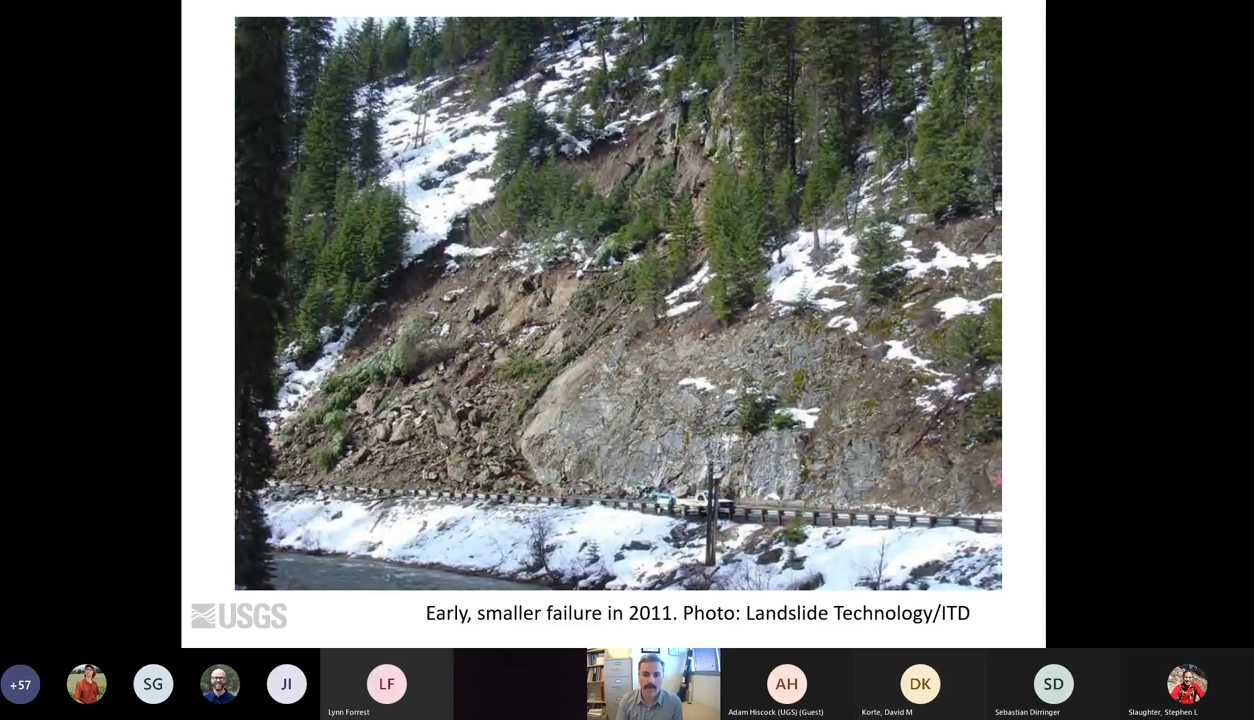 USGS
Early, smaller failure in 2011. Photo: Landslide Technology/ITD
+57
SG
JI
LF
Lynn Forrest
AH
Adam Hiscock (UGS) (Guest)
DK
Korte, David M
SD
Sebastian Dirringer
Slaughter, Stephen L